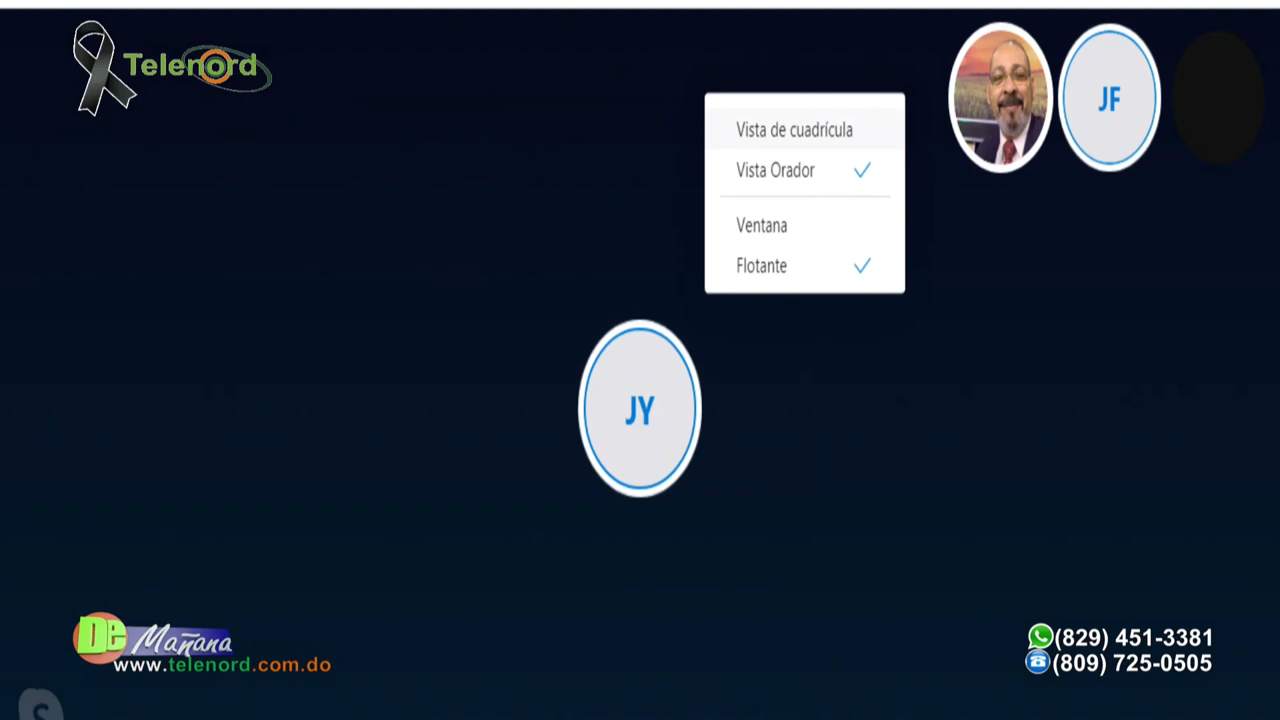 Telenord
Vista de cuadrícula
Vista Orador
Ventana
Flotante
JF
JY
De Mañana
www.telenord.com.do
(829) 451-3381
(809) 725-0505
S